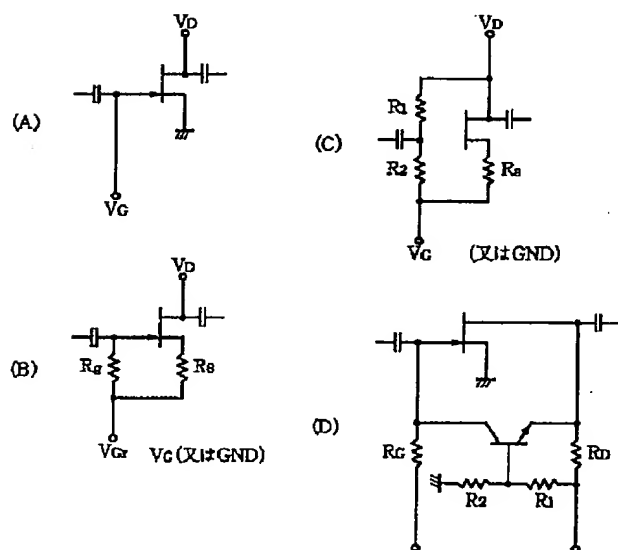 (A)
VD
VG
(B)
VD
Rg
Rs
VGr
VG(又はGND)
(C)
VD
R1
R2
Rs
VG
(又はGND)
(D)
RG
R2
R1
RD